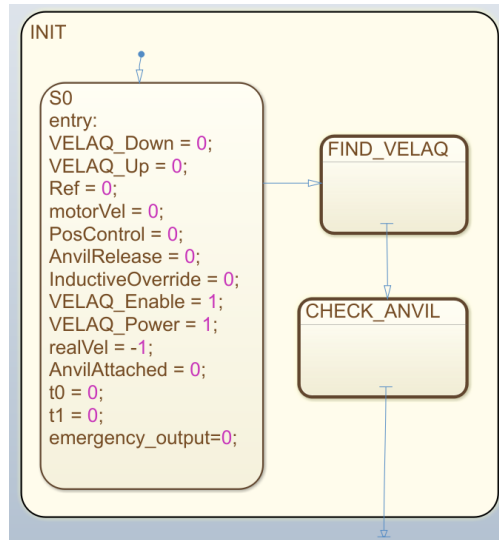 INIT
S0
entry:
VELAQ_Down = 0;
VELAQ_Up = 0;
Ref = 0;
motorVel = 0;
PosControl = 0;
AnvilRelease = 0;
InductiveOverride = 0;
VELAQ_Enable = 1;
VELAQ_Power = 1;
realVel = -1;
AnvilAttached = 0;
t0 = 0;
t1 = 0;
emergency_output=0;
FIND_VELAQ
CHECK_ANVIL